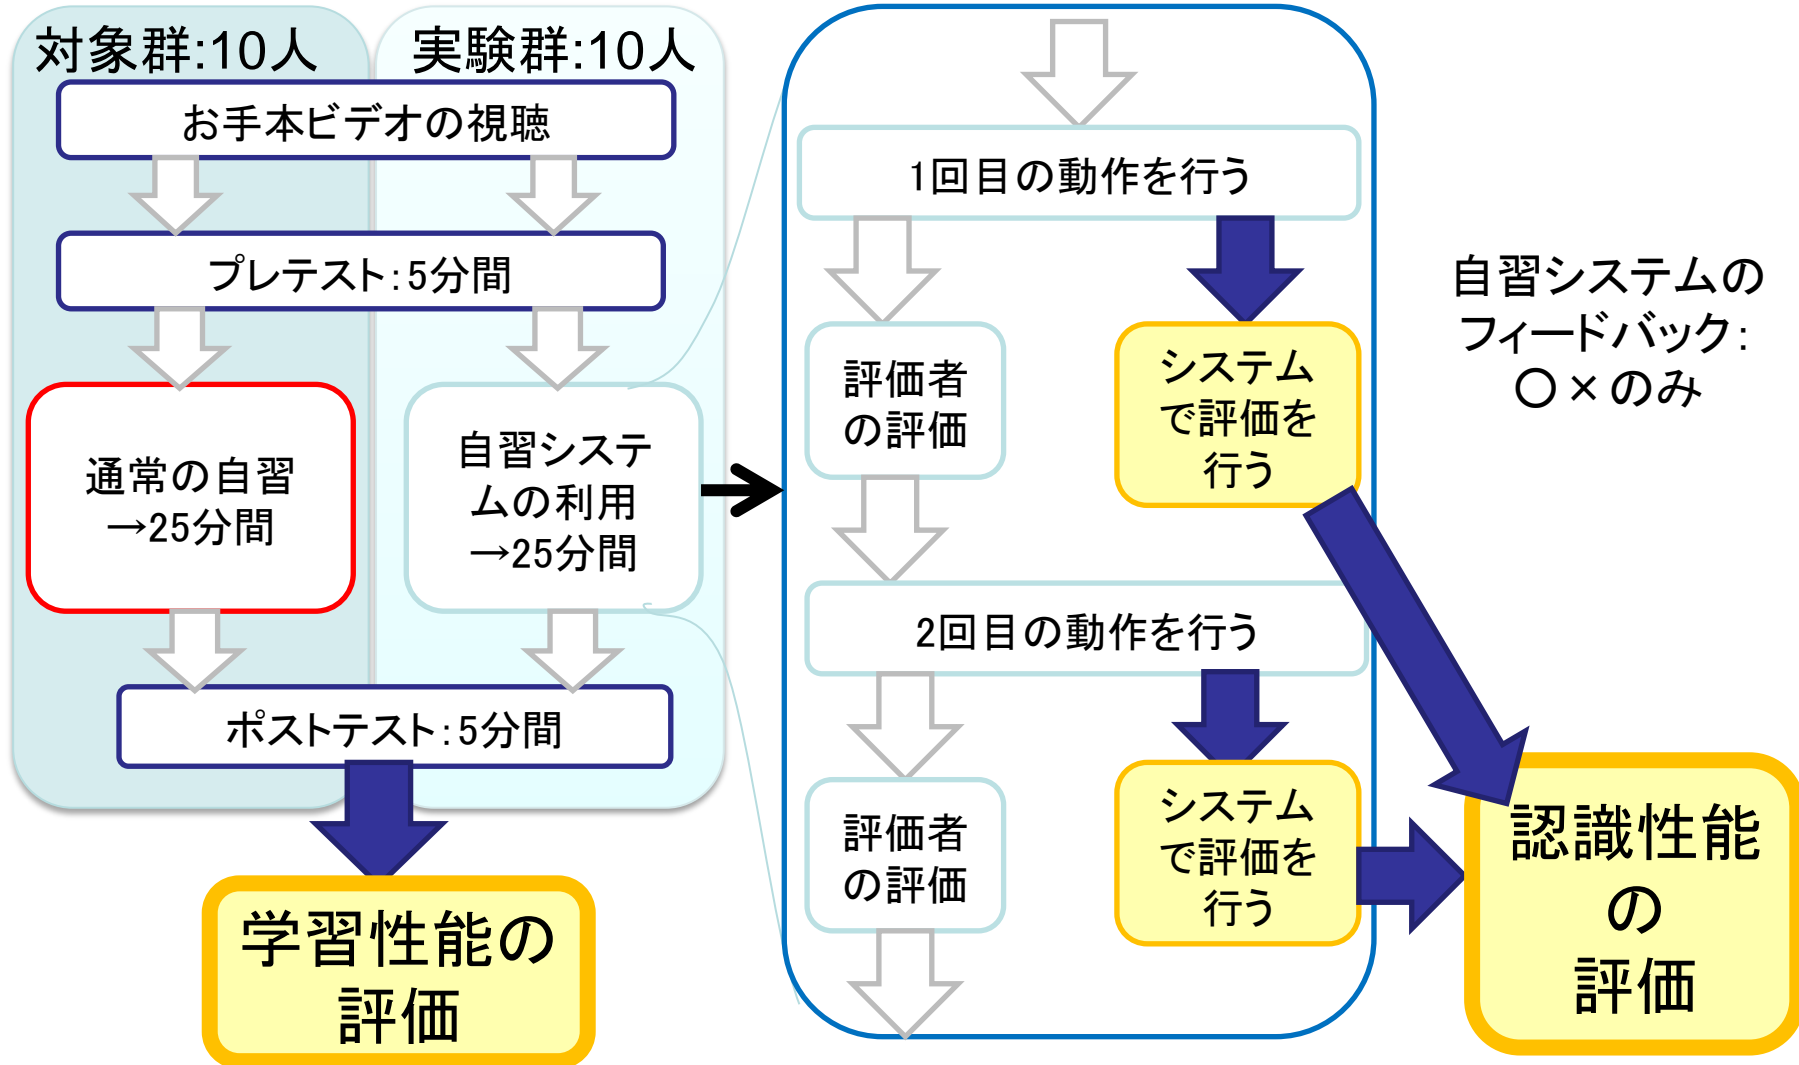 対象群:10人
実験群:10人
お手本ビデオの視聴
プレテスト:5分間
通常の自習
→25分間
自習システ
ムの利用
→25分間
ポストテスト:5分間
学習性能の
評価
1回目の動作を行う
評価者
の評価
システム
で評価を
行う
2回目の動作を行う
評価者
の評価
システム
で評価を
行う
自習システムの
フィードバック:
○×のみ
認識性能
の
評価